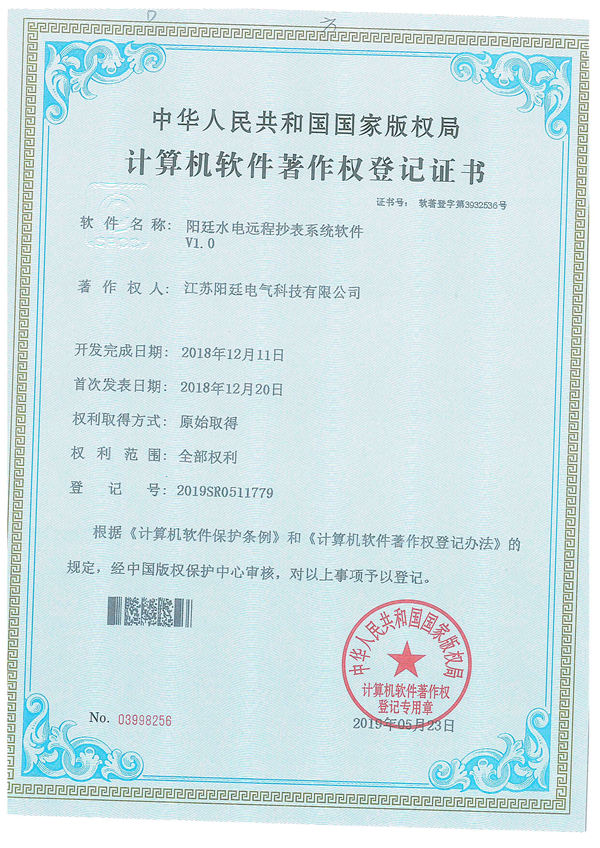 中华人民共和国国家版权局
计算机软件著作权登记证书
证书号： 软著登字第3932536号
软件名称： 阳廷水电远程抄表系统软件
V1.0
著作权人： 江苏阳廷电气科技有限公司
开发完成日期： 2018年12月11日
首次发表日期： 2018年12月20日
权利取得方式： 原始取得
权利范围： 全部权利
登记号： 2019SR0511779
根据《计算机软件保护条例》和《计算机软件著作权登记办法》的
规定，经中国版权保护中心审核，对以上事项予以登记。
中华人民共和国国家版权局
计算机软件著作权
登记专用章
No. 03998256
2019年05月23日